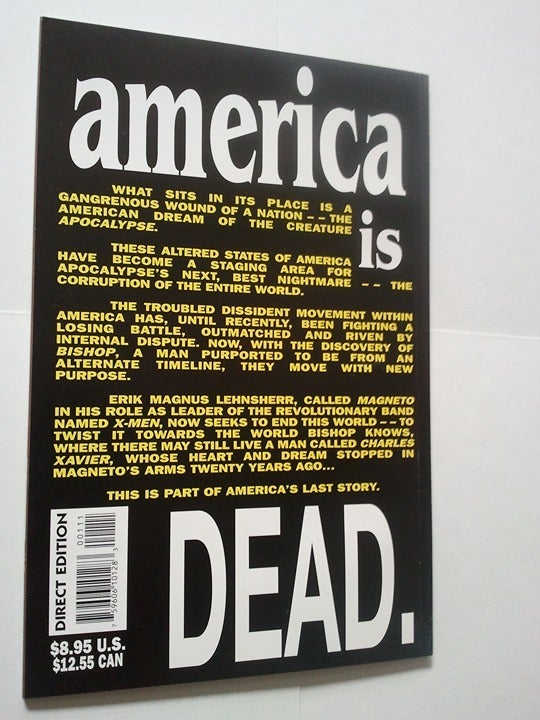 america
is
WHAT SITS IN ITS PLACE IS A
GANGRENOUS WOUND OF A NATION -- THE
AMERICAN DREAM OF THE CREATURE
APOCALYPSE.
THESE ALTERED STATES OF AMERICA
HAVE BECOME A STAGING AREA FOR
APOCALYPSE'S NEXT, BEST NIGHTMARE -- THE
CORRUPTION OF THE ENTIRE WORLD.
THE TROUBLED DISSIDENT MOVEMENT WITHIN
AMERICA HAS, UNTIL RECENTLY, BEEN FIGHTING A
LOSING BATTLE, OUTMATCHED AND RIVEN BY
INTERNAL DISPUTE. NOW, WITH THE DISCOVERY OF
BISHOP, A MAN PURPORTED TO BE FROM AN
ALTERNATE TIMELINE, THEY MOVE WITH NEW
PURPOSE.
ERIK MAGNUS LEHNSHERR, CALLED MAGNETO
IN HIS ROLE AS LEADER OF THE REVOLUTIONARY BAND
NAMED X-MEN, NOW SEEKS TO END THIS WORLD -- TO
TWIST IT TOWARDS THE WORLD BISHOP KNOWS,
WHERE THERE MAY STILL LIVE A MAN CALLED CHARLES
XAVIER, WHOSE HEART AND DREAM STOPPED IN
MAGNETO'S ARMS TWENTY YEARS AGO...
THIS IS PART OF AMERICA'S LAST STORY.
DEAD.
DIRECT EDITION
00111
7 59606 10128 3
$8.95 U.S.
$12.55 CAN